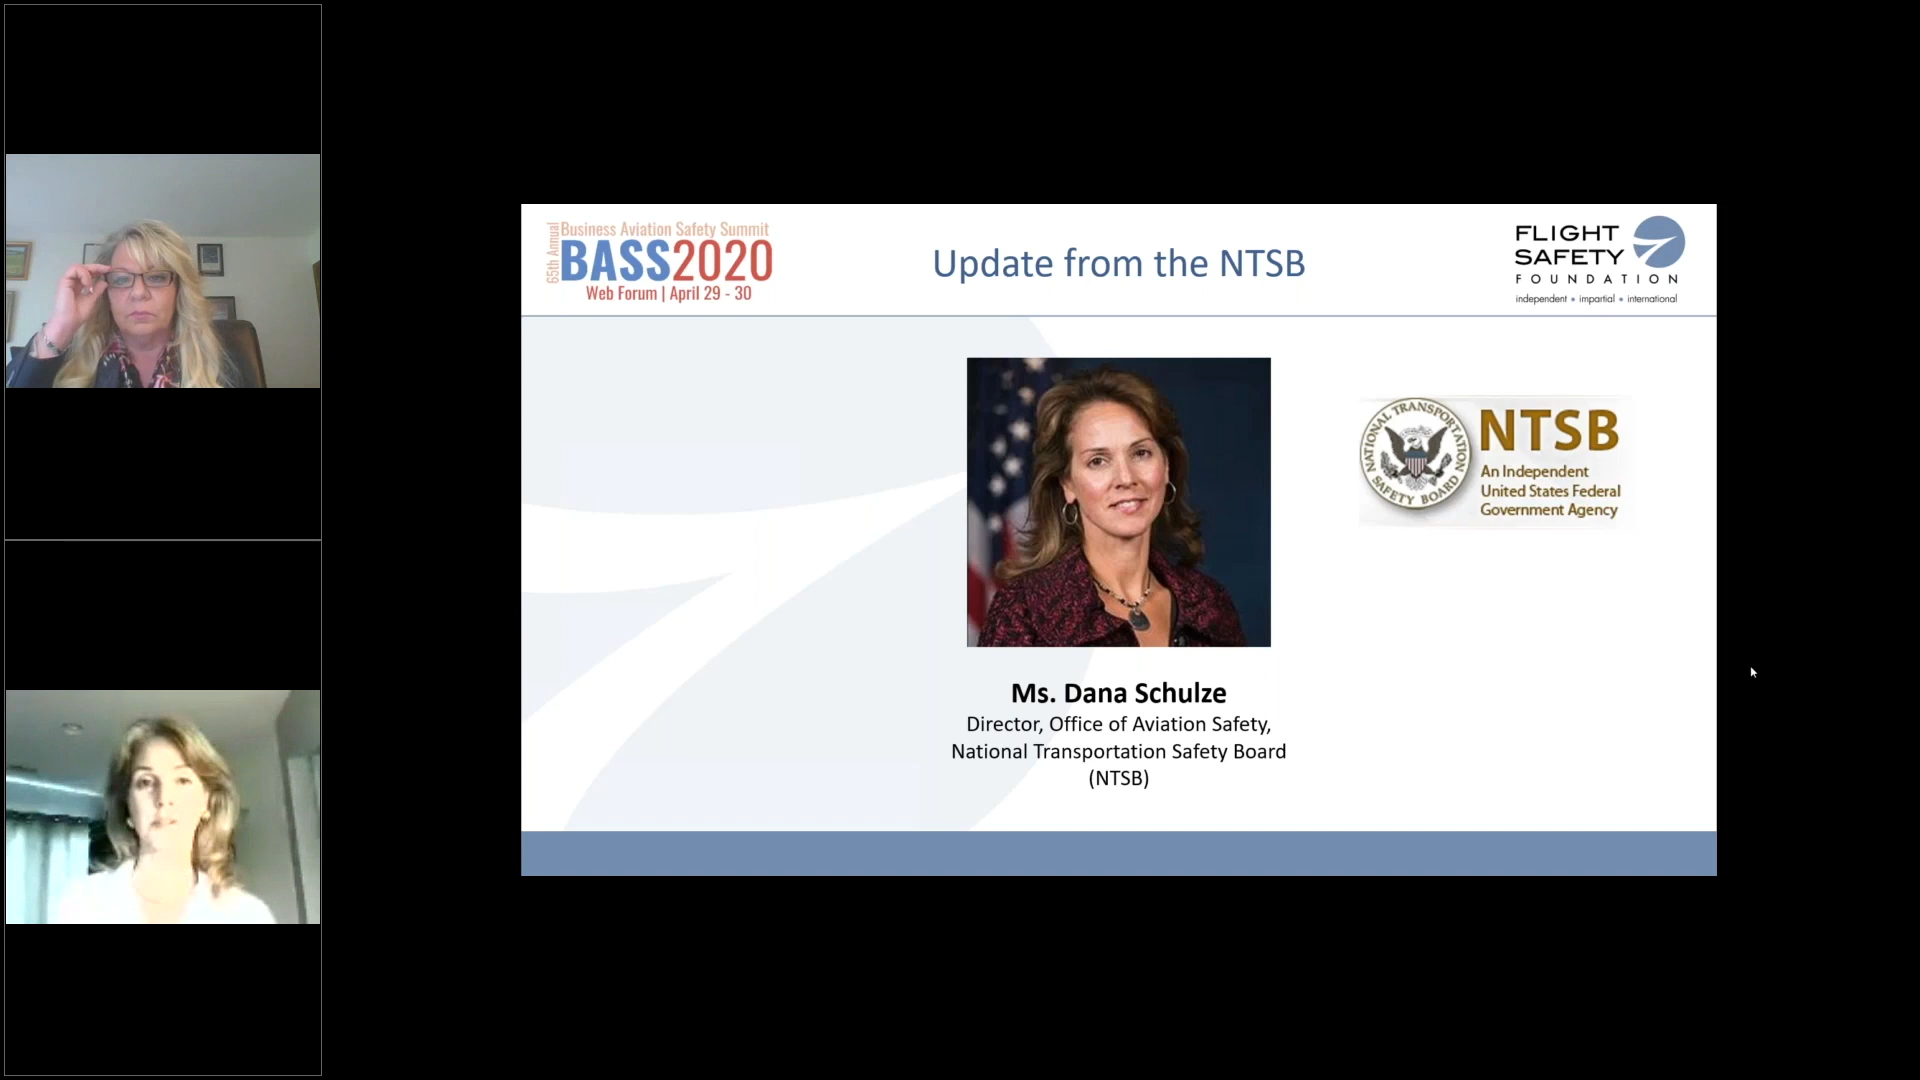 65th Annual
Business Aviation Safety Summit
BASS2020
Web Forum | April 29 - 30
Update from the NTSB
FLIGHT
SAFETY
FOUNDATION
independent • impartial • international
NATIONAL TRANSPORTATION SAFETY BOARD
NTSB
An Independent
United States Federal
Government Agency
Ms. Dana Schulze
Director, Office of Aviation Safety,
National Transportation Safety Board
(NTSB)